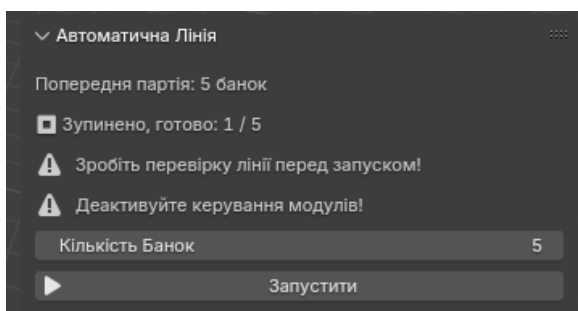 Автоматична Лінія
Попередня партія: 5 банок
Зупинено, готово: 1 / 5
Зробіть перевірку лінії перед запуском!
Деактивуйте керування модулів!
Кількість Банок 5
Запустити